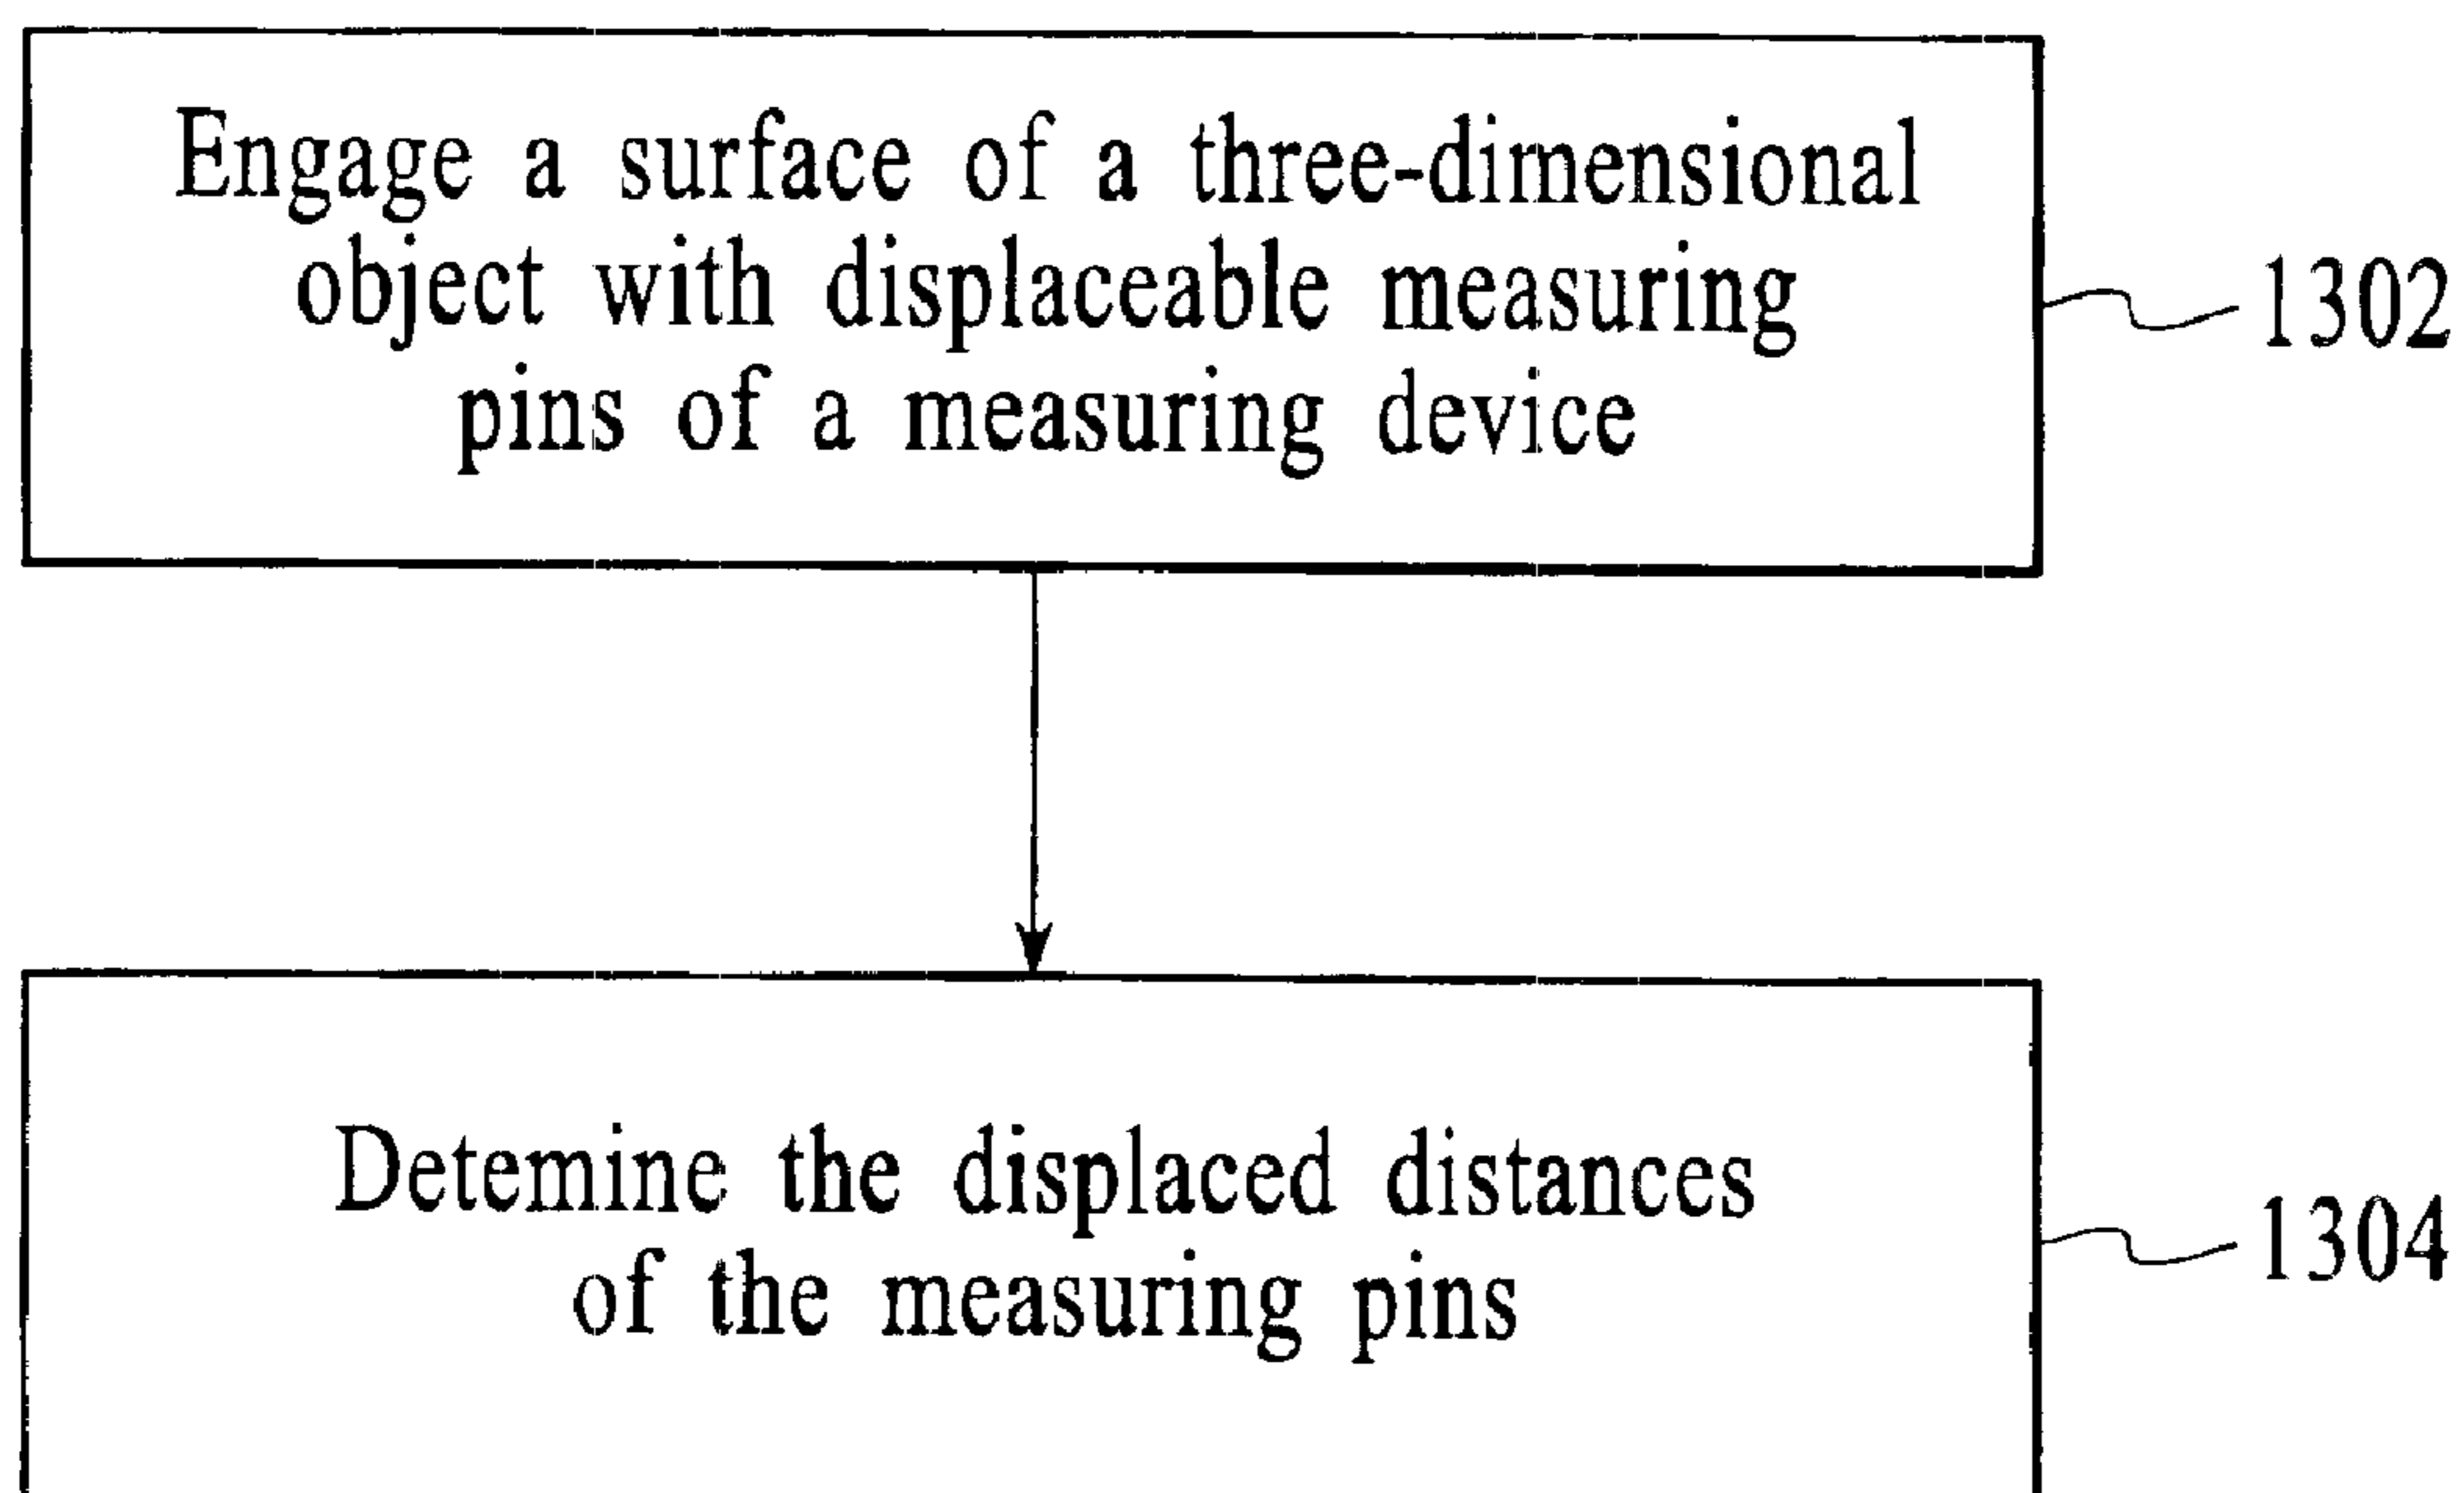 Engage a surface of a three-dimensional
object with displaceable measuring
pins of a measuring device
1302
Detemine the displaced distances
of the measuring pins
1304